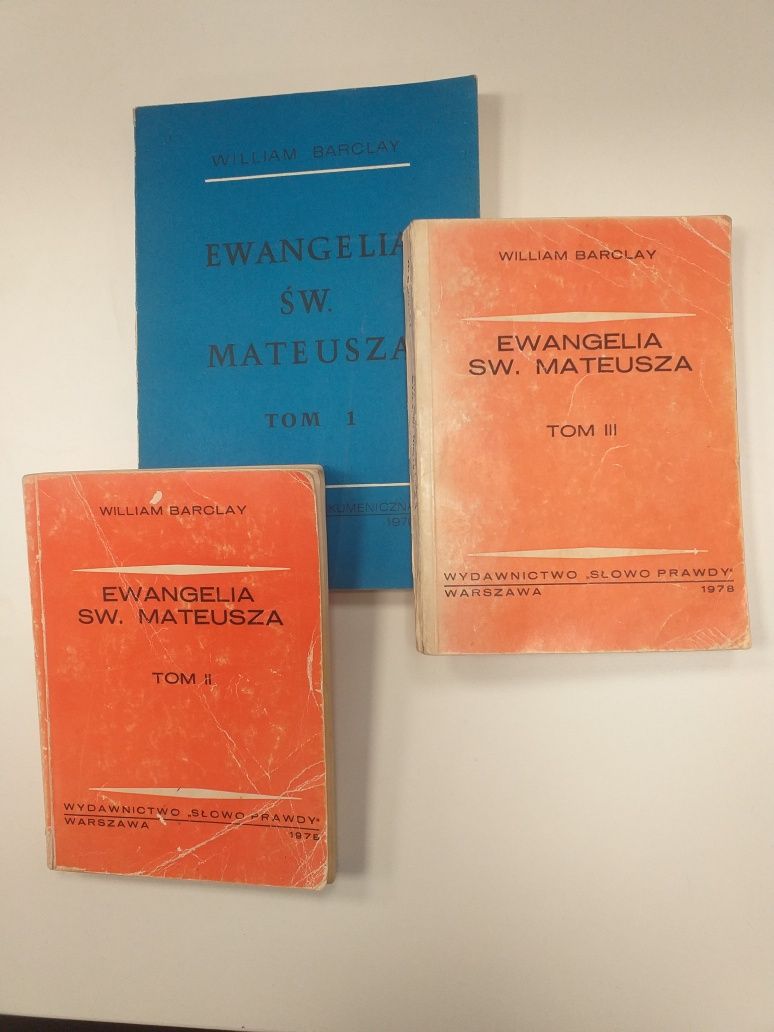 WILLIAM BARCLAY
EWANGELIA
ŚW.
MATEUSZA
TOM 1
WILLIAM BARCLAY
EWANGELIA
SW. MATEUSZA
TOM III
WYDAWNICTWO „SŁOWO PRAWDY"
WARSZAWA 1978
WILLIAM BARCLAY
EWANGELIA
SW. MATEUSZA
TOM II
WYDAWNICTWO „SŁOWO PRAWDY"
WARSZAWA 1978